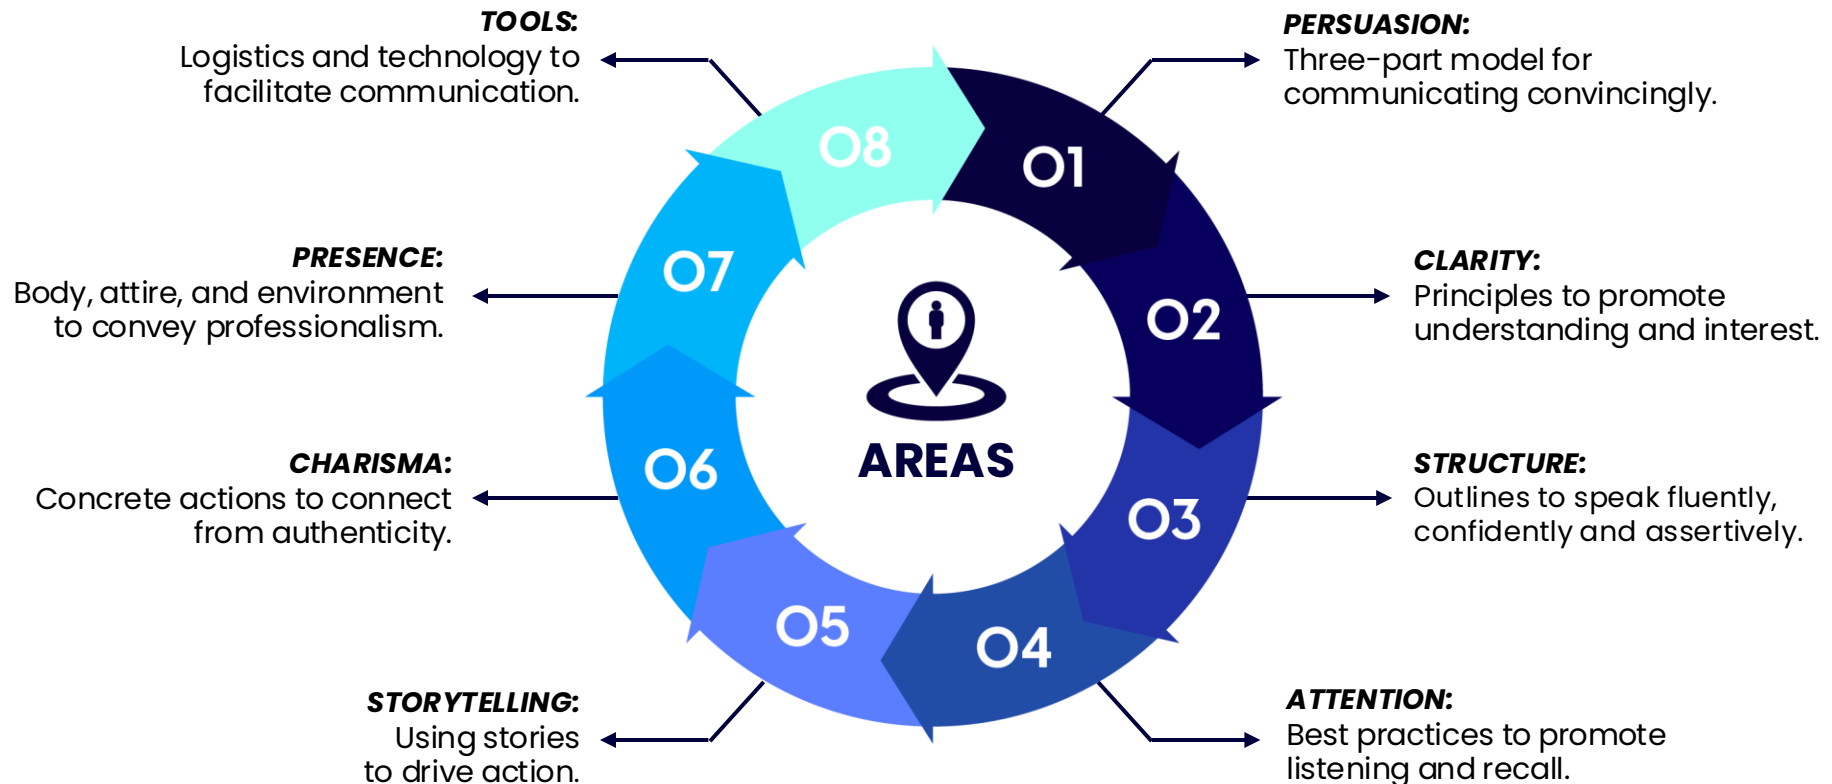 TOOLS:
Logistics and technology to
facilitate communication.
PERSUASION:
Three-part model for
communicating convincingly.
08
01
PRESENCE:
Body, attire, and environment
to convey professionalism.
07
02
CLARITY:
Principles to promote
understanding and interest.
AREAS
CHARISMA:
Concrete actions to connect
from authenticity.
06
03
STRUCTURE:
Outlines to speak fluently,
confidently and assertively.
05
04
STORYTELLING:
Using stories
to drive action.
ATTENTION:
Best practices to promote
listening and recall.